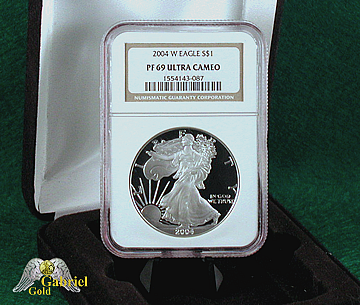 2004 W EAGLE S$1
PF 69 ULTRA CAMEO
1554143-087
NUMISMATIC GUARANTY CORPORATION
LIBERTY
IN GOD
WE TRUST
2004
Gabriel
Gold